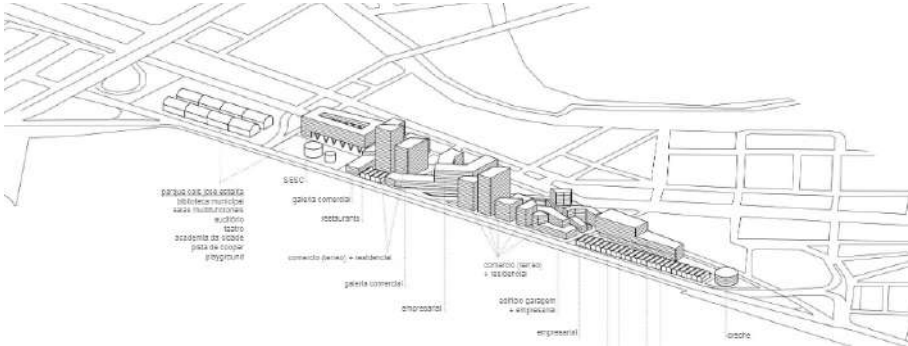 parque cais josé estelita
biblioteca municipal
salas multifuncionais
auditório
teatro
academia da cidade
pista de cooper
playground
SESC
galeria comercial
restaurante
comércio (térreo) + residencial
galeria comercial
empresarial
comércio (térreo)
+ residencial
edifício garagem
+ empresarial
empresarial
creche